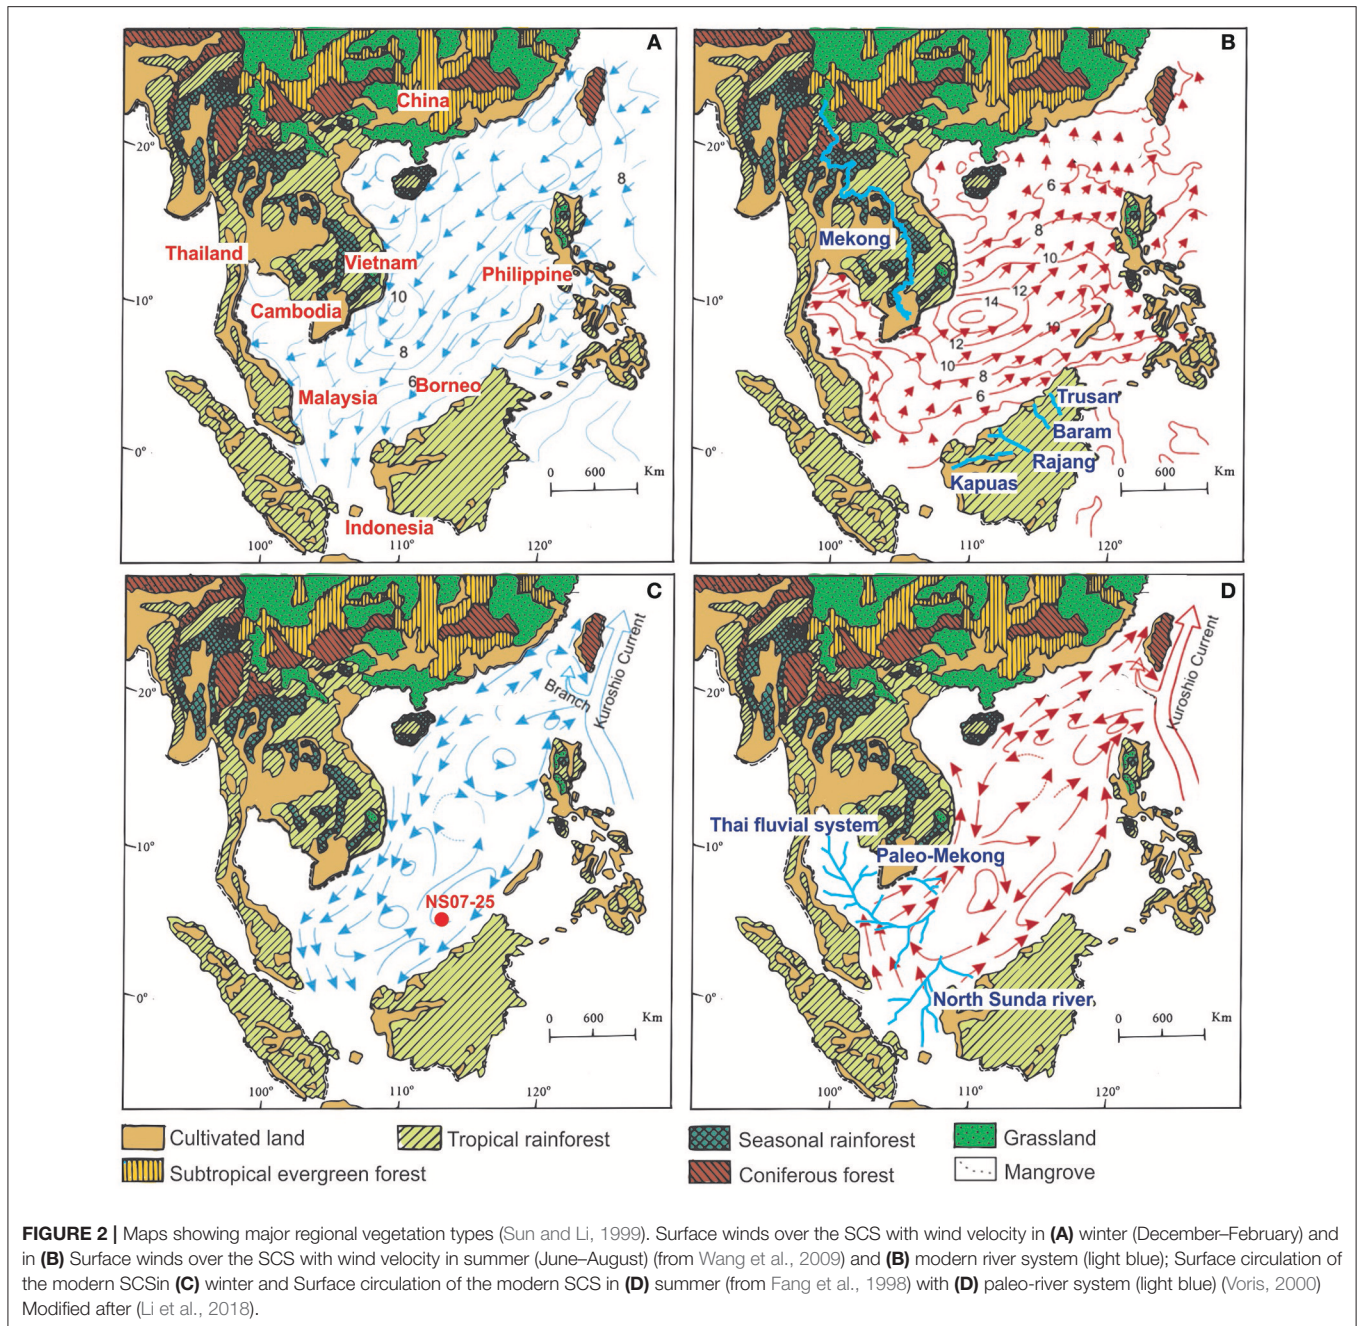 A
China
20°
8
Thailand
Vietnam
Philippine
10
10°
Cambodia
8
6
Borneo
Malaysia
0°
0 600 Km
Indonesia
100° 110° 120°
B
20°
6
8
Mekong
10
12
10°
14
10
12
10
8
6
Trusan
Baram
0°
Rajang
0 600 Km
Kapuas
100° 110° 120°
C
Kuroshio Current
Branch
20°
10°
NS07-25
0°
0 600 Km
100° 110° 120°
D
Kuroshio Current
20°
Thai fluvial system
10°
Paleo-Mekong
0°
North Sunda river
0 600 Km
100° 110° 120°
Cultivated land Tropical rainforest Seasonal rainforest Grassland
Subtropical evergreen forest Coniferous forest Mangrove
FIGURE 2 | Maps showing major regional vegetation types (Sun and Li, 1999). Surface winds over the SCS with wind velocity in (A) winter (December–February) and
in (B) Surface winds over the SCS with wind velocity in summer (June–August) (from Wang et al., 2009) and (B) modern river system (light blue); Surface circulation of
the modern SCSin (C) winter and Surface circulation of the modern SCS in (D) summer (from Fang et al., 1998) with (D) paleo-river system (light blue) (Voris, 2000)
Modified after (Li et al., 2018).